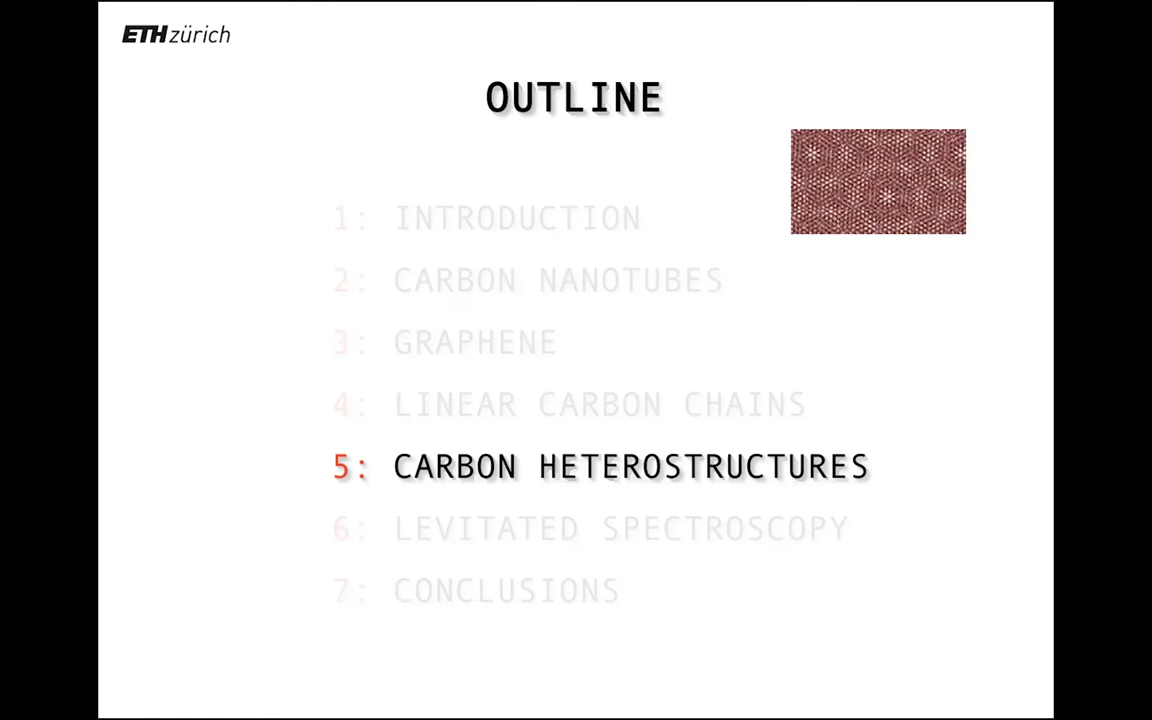 ETH zürich
OUTLINE
1: INTRODUCTION
2: CARBON NANOTUBES
3: GRAPHENE
4: LINEAR CARBON CHAINS
5: CARBON HETEROSTRUCTURES
6: LEVITATED SPECTROSCOPY
7: CONCLUSIONS